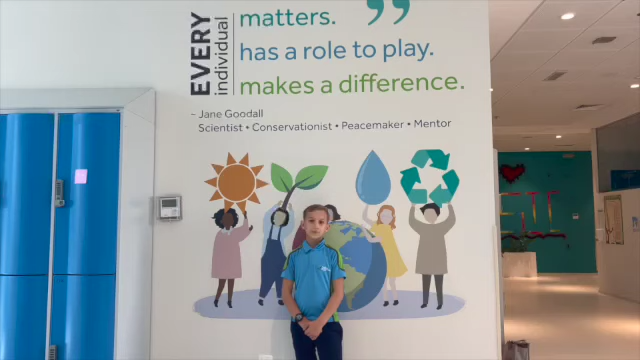 EVERY
individual
matters.
has a role to play.
makes a difference.
~ Jane Goodall
Scientist • Conservationist • Peacemaker • Mentor